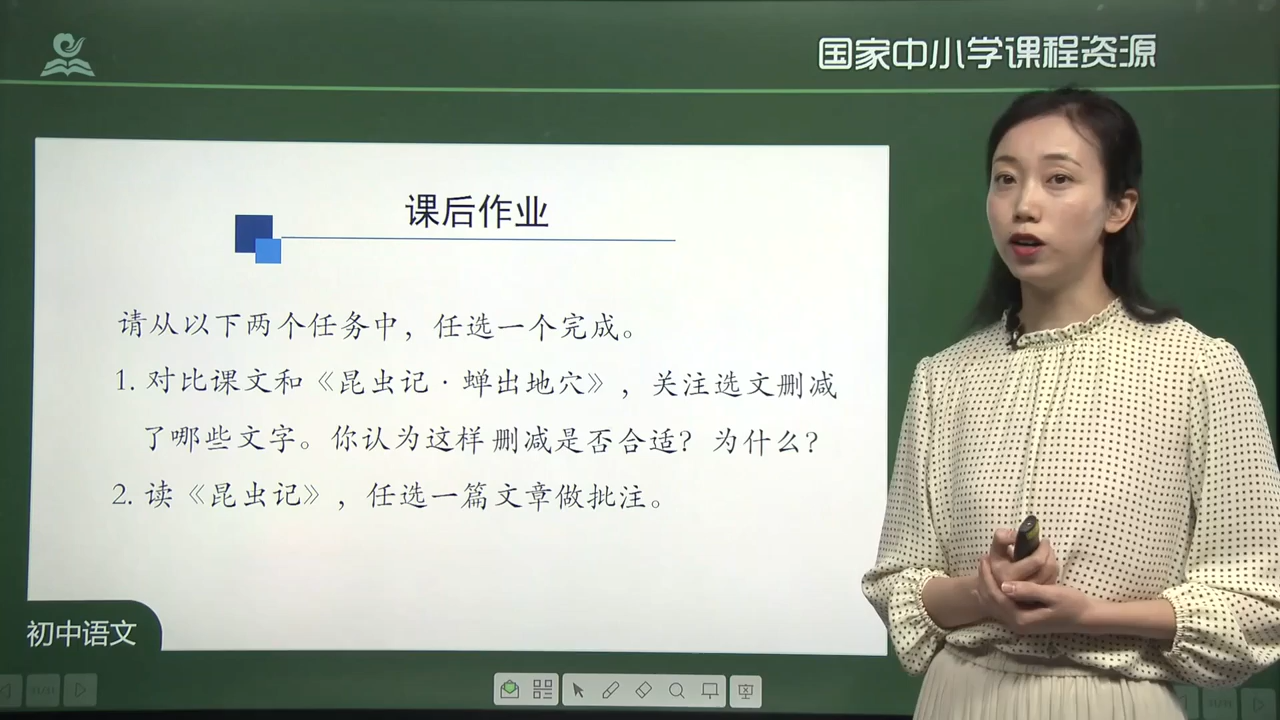 国家中小学课程资源
课后作业
请从以下两个任务中，任选一个完成。
1. 对比课文和《昆虫记·蝉出地穴》，关注选文删减
了哪些文字。你认为这样删减是否合适？为什么？
2. 读《昆虫记》，任选一篇文章做批注。
初中语文